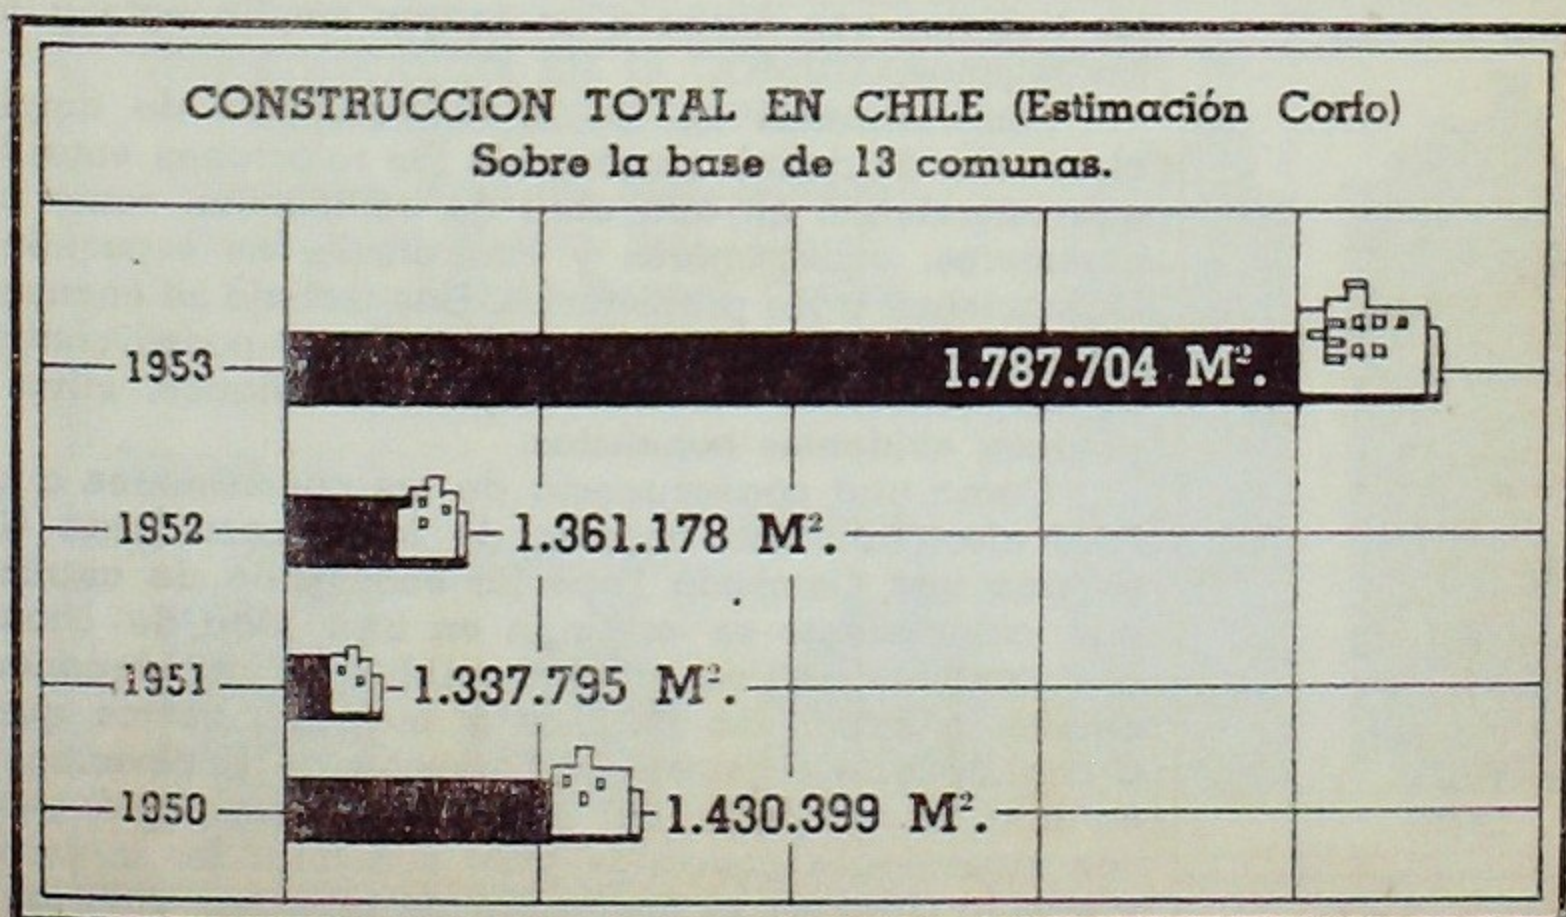 CONSTRUCCION TOTAL EN CHILE (Estimación Corfo)
Sobre la base de 13 comunas.
1953 1.787.704 M².
1952 1.361.178 M².
1951 1.337.795 M².
1950 1.430.399 M².